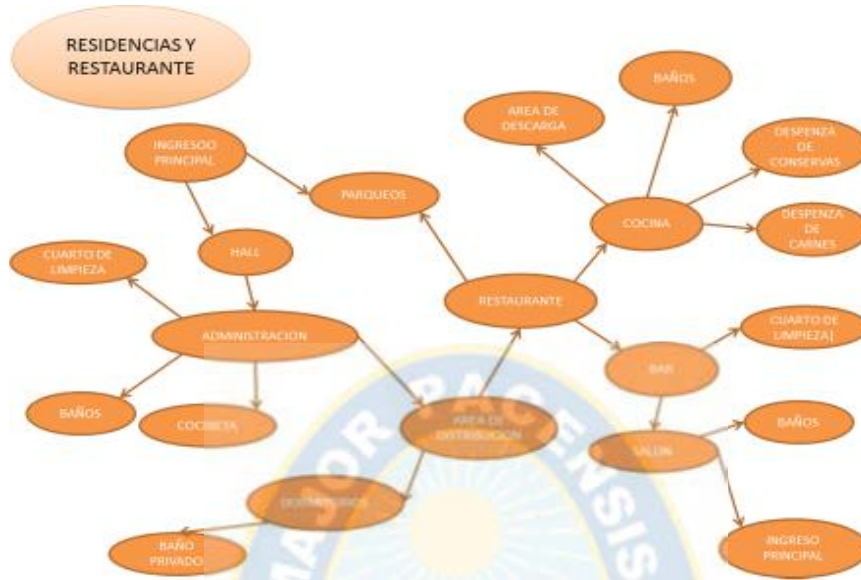 RESIDENCIAS Y
RESTAURANTE
BAÑOS
AREA DE
DESCARGA
DESPENZA
DE
CONSERVAS
INGRESOO
PRINCIPAL
PARQUEOS
COCINA
DESPENZA
DE
CARNES
CUARTO DE
LIMPIEZA
HALL
RESTAURANTE
ADMINISTRACION
CUARTO DE
LIMPIEZA|
BAR
BAÑOS
COCINETA
AREA DE
DISTRIBUCION
BAÑOS
SALON
DORMITORIOS
BAÑO
PRIVADO
INGRESO
PRINCIPAL
MAJOR PACENSIS